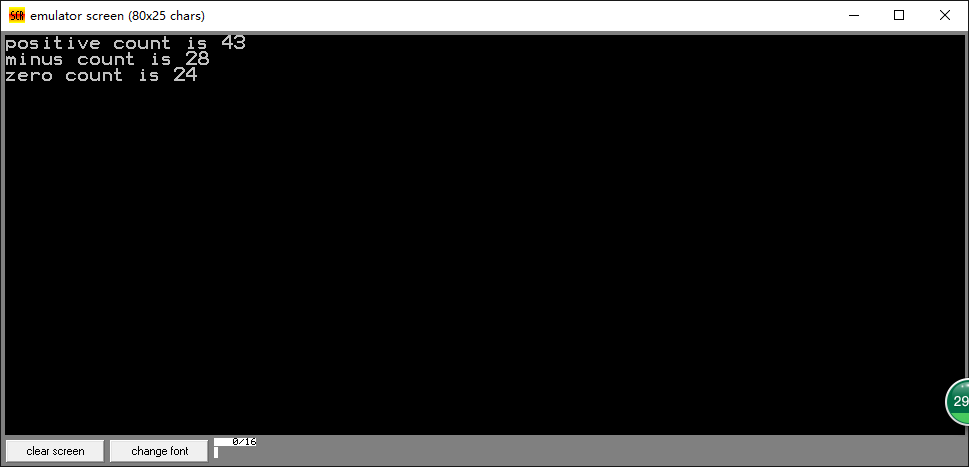 emulator screen (80x25 chars)
positive count is 43
minus count is 28
zero count is 24
29
clear screen
change font
0/16